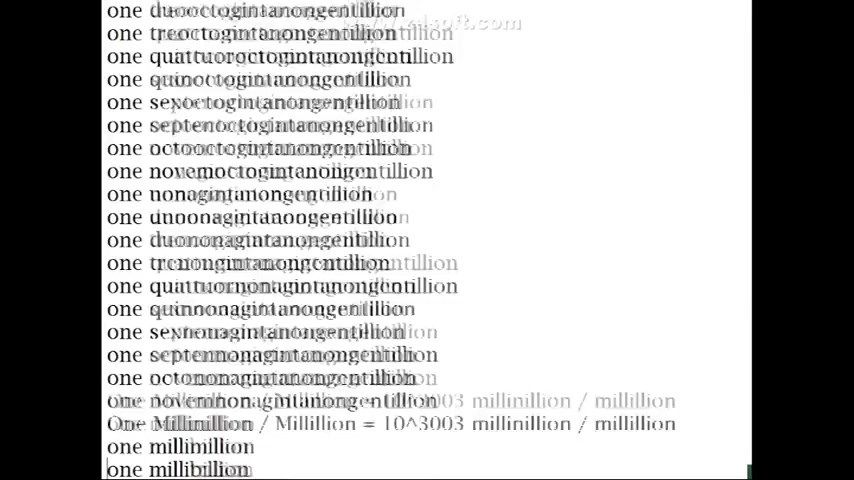 one duooctogintanongentillion
one treoctogintanongentillion
one quattuoroctogintanongentillion
one quinoctogintanongentillion
one sexoctogintanongentillion
one septenoctogintanongentillion
one octooctogintanongentillion
one novemoctogintanongentillion
one nonagintanongentillion
one unnonagintanongentillion
one duononagintanongentillion
one trenonagintanongentillion
one quattuornonagintanongentillion
one quinnonagintanongentillion
one sexnonagintanongentillion
one septennonagintanongentillion
one octononagintanongentillion
one novemnonagintanongentillion
One Millinillion / Millillion = 10^3003 millinillion / millillion
one millimillion
one millibillion